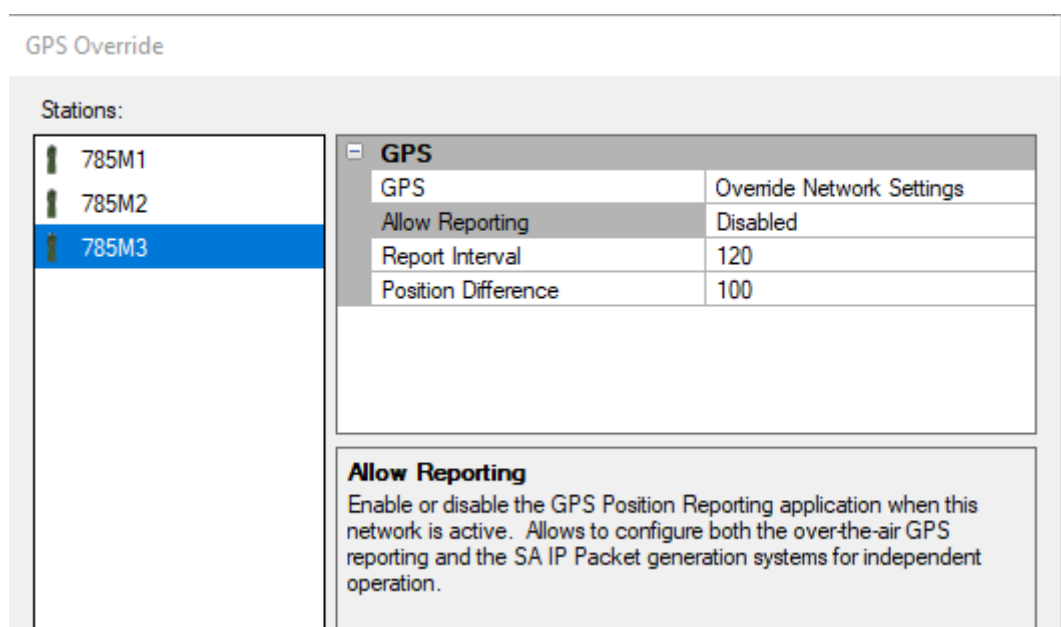 GPS Override
Stations:
785M1
785M2
785M3
GPS
GPS Override Network Settings
Allow Reporting Disabled
Report Interval 120
Position Difference 100
Allow Reporting
Enable or disable the GPS Position Reporting application when this
network is active. Allows to configure both the over-the-air GPS
reporting and the SA IP Packet generation systems for independent
operation.